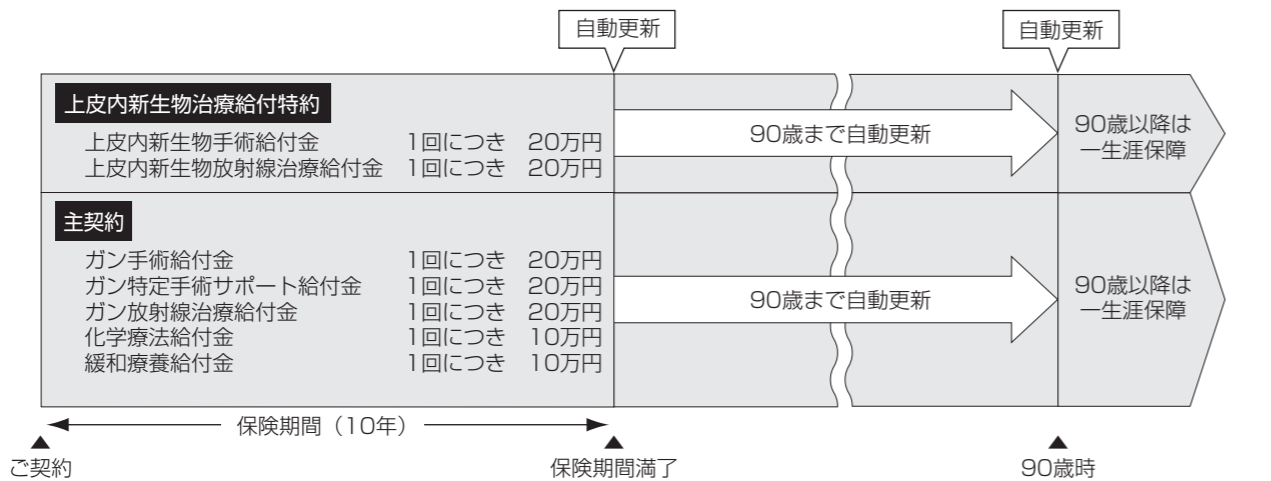 自動更新
自動更新
上皮内新生物治療給付特約
上皮内新生物手術給付金 1回につき 20万円
上皮内新生物放射線治療給付金 1回につき 20万円
90歳まで自動更新
90歳以降は
一生涯保障
主契約
ガン手術給付金 1回につき 20万円
ガン特定手術サポート給付金 1回につき 20万円
ガン放射線治療給付金 1回につき 20万円
化学療法給付金 1回につき 10万円
緩和療養給付金 1回につき 10万円
90歳まで自動更新
90歳以降は
一生涯保障
保険期間（10年）
ご契約
保険期間満了
90歳時